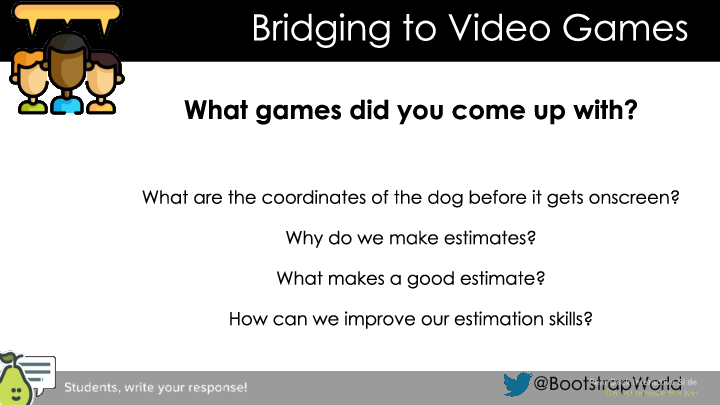 Bridging to Video Games
What games did you come up with?
What are the coordinates of the dog before it gets onscreen?
Why do we make estimates?
What makes a good estimate?
How can we improve our estimation skills?
Students, write your response!
@BootstrapWorld